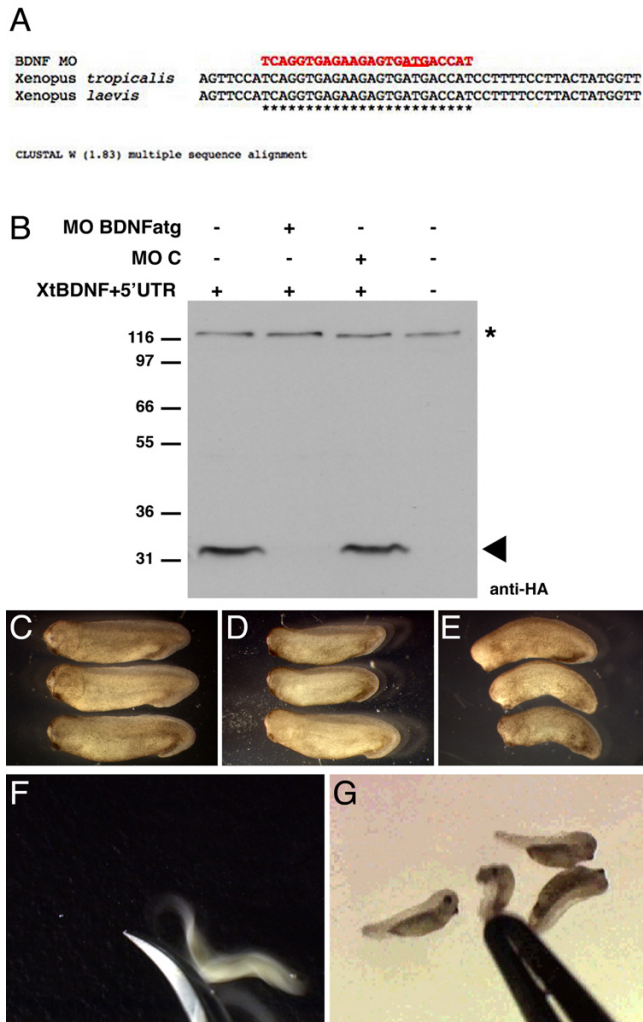 A
BDNF MO TCAGGTGAGAAGAGTGATGACCAT
Xenopus tropicalis AGTTCCATCAGGTGAGAAGAGTGATGACCATCCTTTTCCTTACTATGGTT
Xenopus laevis AGTTCCATCAGGTGAGAAGAGTGATGACCATCCTTTTCCTTACTATGGTT
************************
CLUSTAL W (1.83) multiple sequence alignment
B
MO BDNFatg - + - -
MO C - - + -
XtBDNF+5'UTR + + + -
116
*
97
66
55
36
31
anti-HA
C D E
F G